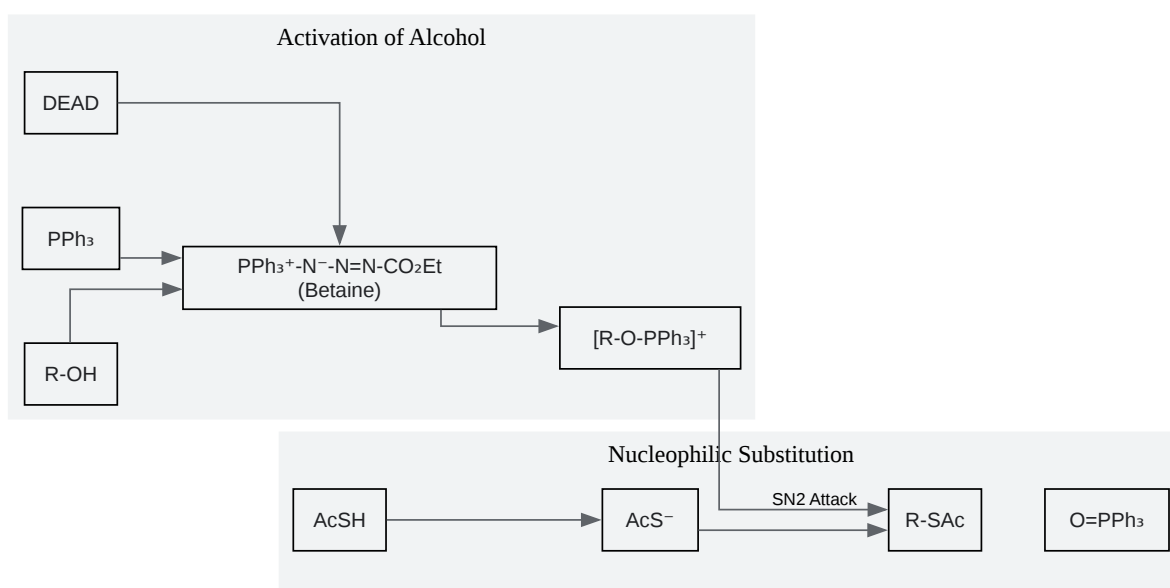 Activation of Alcohol
DEAD
PPh₃
PPh₃⁺-N⁻-N=N-CO₂Et
(Betaine)
[R-O-PPh₃]⁺
R-OH
Nucleophilic Substitution
SN2 Attack
AcSH
AcS⁻
R-SAc
O=PPh₃